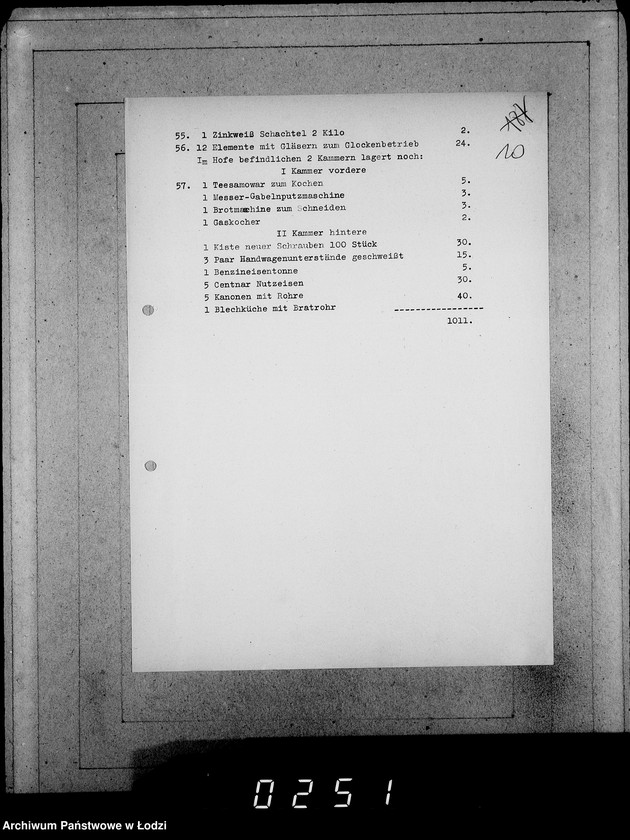 10
55. 1 Zinkweiß Schachtel 2 Kilo 2.
56. 12 Elemente mit Gläsern zum Glockenbetrieb 24.
Im Hofe befindlichen 2 Kammern lagert noch:
I Kammer vordere
57. 1 Teesamowar zum Kochen 5.
1 Messer-Gabelnputzmaschine 3.
1 Brotmaschine zum Schneiden 3.
1 Gaskocher 2.
II Kammer hintere
1 Kiste neuer Schrauben 100 Stück 30.
3 Paar Handwagenunterstände geschweißt 15.
1 Benzineisentonne 5.
5 Centnar Nutzeisen 30.
5 Kanonen mit Rohre 40.
1 Blechküche mit Bratrohr ----------------
1011.
0251
Archiwum Państwowe w Łodzi